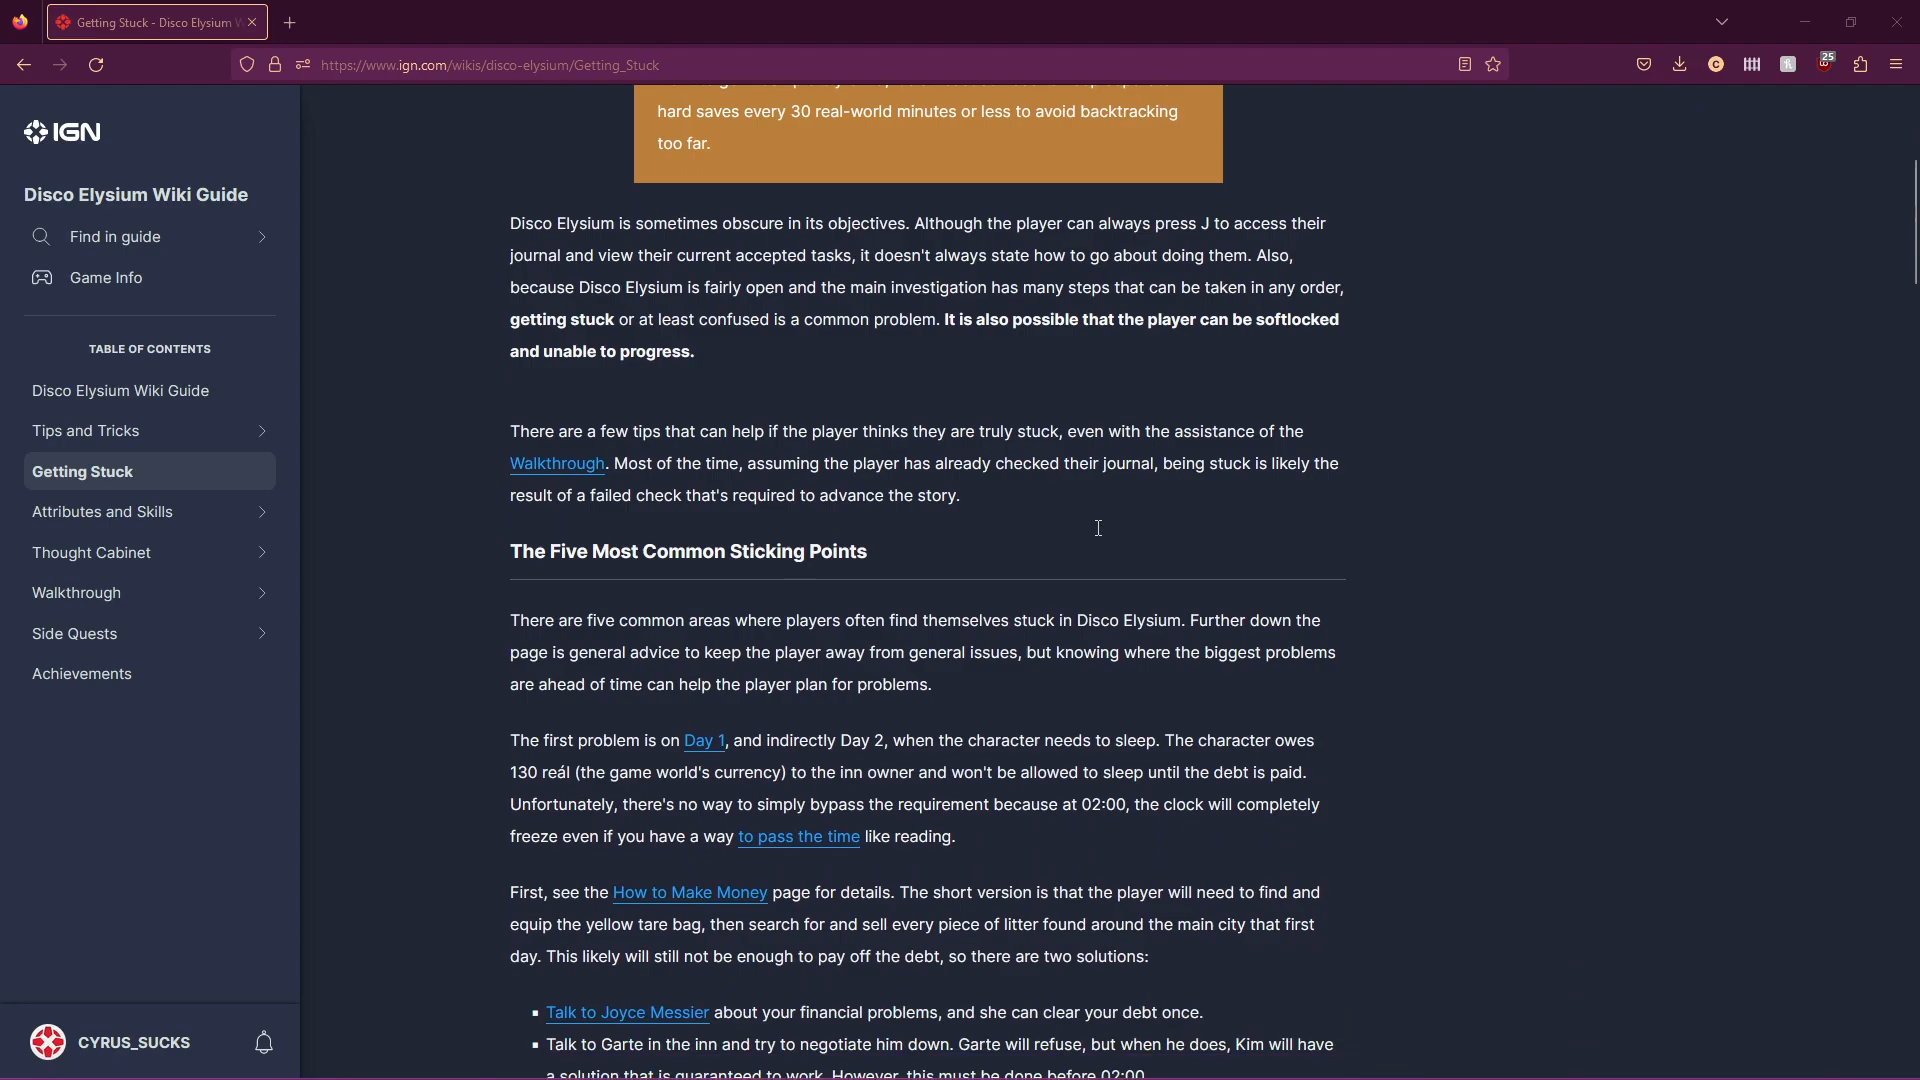 Getting Stuck - Disco Elysium W
https://www.ign.com/wikis/disco-elysium/Getting_Stuck
25
IGN
Disco Elysium Wiki Guide
Find in guide
Game Info
TABLE OF CONTENTS
Disco Elysium Wiki Guide
Tips and Tricks
Getting Stuck
Attributes and Skills
Thought Cabinet
Walkthrough
Side Quests
Achievements
CYRUS_SUCKS
hard saves every 30 real-world minutes or less to avoid backtracking
too far.
Disco Elysium is sometimes obscure in its objectives. Although the player can always press J to access their
journal and view their current accepted tasks, it doesn't always state how to go about doing them. Also,
because Disco Elysium is fairly open and the main investigation has many steps that can be taken in any order,
getting stuck or at least confused is a common problem. It is also possible that the player can be softlocked
and unable to progress.
There are a few tips that can help if the player thinks they are truly stuck, even with the assistance of the
Walkthrough. Most of the time, assuming the player has already checked their journal, being stuck is likely the
result of a failed check that's required to advance the story.
The Five Most Common Sticking Points
There are five common areas where players often find themselves stuck in Disco Elysium. Further down the
page is general advice to keep the player away from general issues, but knowing where the biggest problems
are ahead of time can help the player plan for problems.
The first problem is on Day 1, and indirectly Day 2, when the character needs to sleep. The character owes
130 reál (the game world's currency) to the inn owner and won't be allowed to sleep until the debt is paid.
Unfortunately, there's no way to simply bypass the requirement because at 02:00, the clock will completely
freeze even if you have a way to pass the time like reading.
First, see the How to Make Money page for details. The short version is that the player will need to find and
equip the yellow tare bag, then search for and sell every piece of litter found around the main city that first
day. This likely will still not be enough to pay off the debt, so there are two solutions:
▪ Talk to Joyce Messier about your financial problems, and she can clear your debt once.
▪ Talk to Garte in the inn and try to negotiate him down. Garte will refuse, but when he does, Kim will have
a solution that is guaranteed to work. However, this must be done before 02:00.